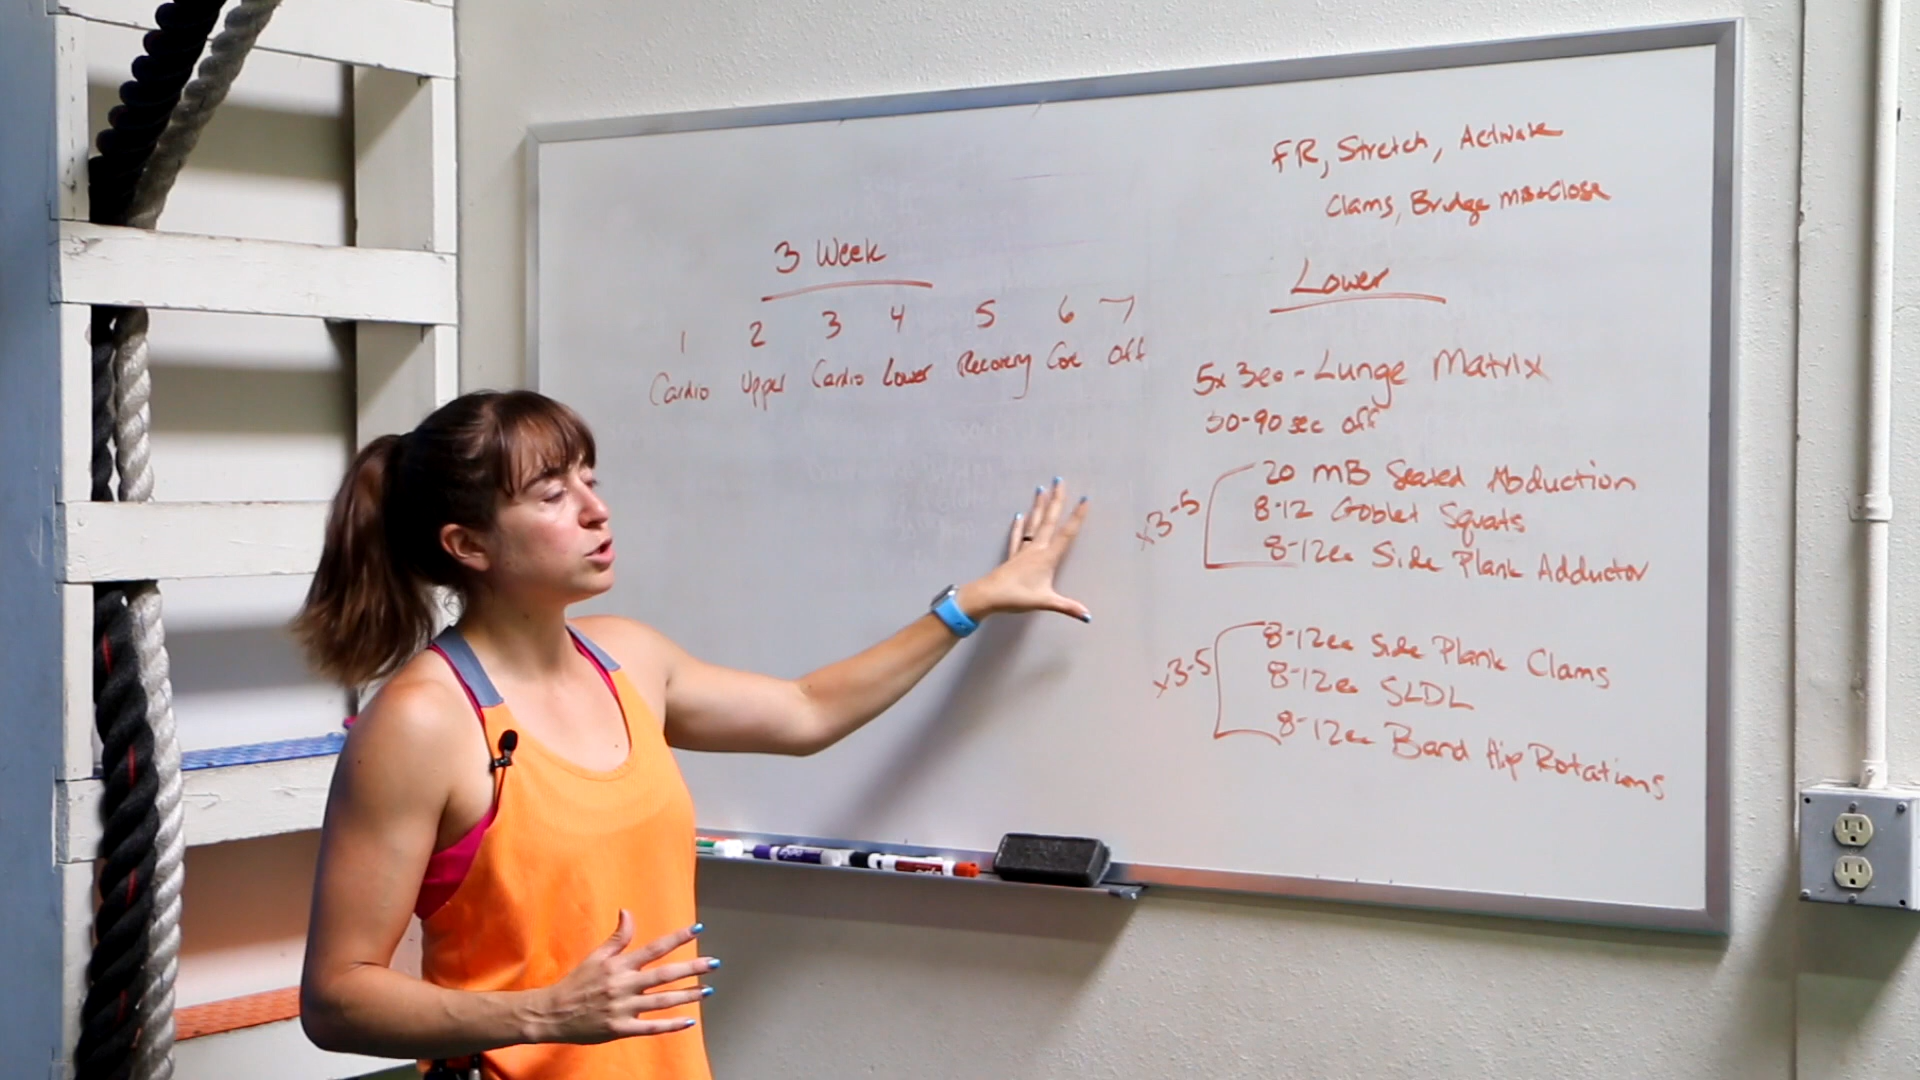 3 Week
1 2 3 4 5 6 7
Cardio Upper Cardio Lower Recovery Core Off
FR, Stretch, Activate
Clams, Bridge MB+Close
Lower
5x 3ea - Lunge Matrix
30-90 sec off
x3-5
20 MB Seated Abduction
8-12 Goblet Squats
8-12ea Side Plank Adductor
x3-5
8-12ea Side Plank Clams
8-12ea SLDL
8-12ea Band Hip Rotations